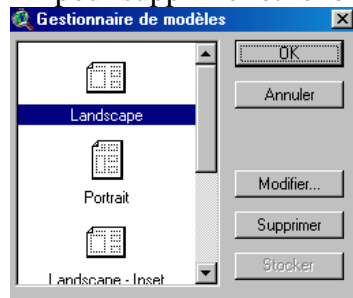 Gestionnaire de modèles
OK
Landscape
Annuler
Portrait
Modifier...
Supprimer
Landscape - Inset
Stocker